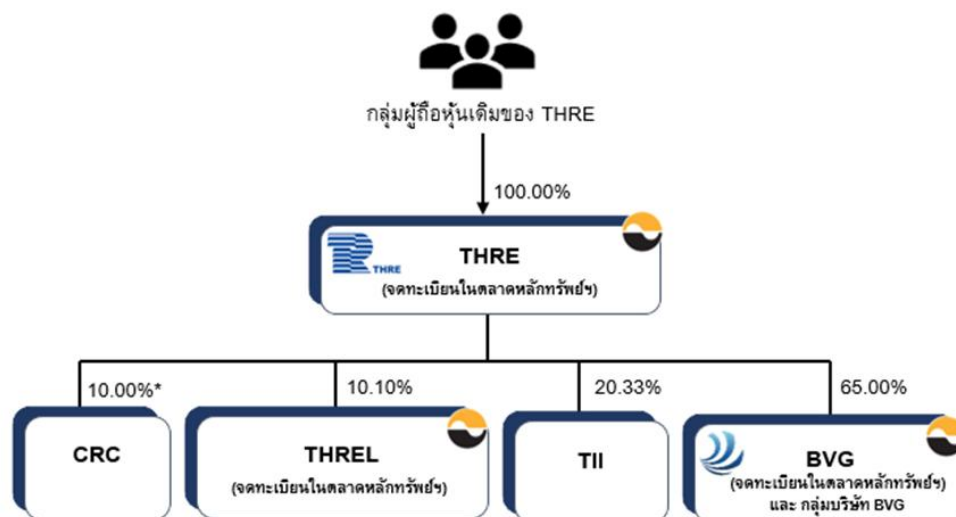 กลุ่มผู้ถือหุ้นเดิมของ THRE
100.00%
THRE
THRE
(จดทะเบียนในตลาดหลักทรัพย์ฯ)
10.00%*
10.10%
20.33%
65.00%
CRC
THREL
(จดทะเบียนในตลาดหลักทรัพย์ฯ)
TII
BVG
(จดทะเบียนในตลาดหลักทรัพย์ฯ)
และ กลุ่มบริษัท BVG